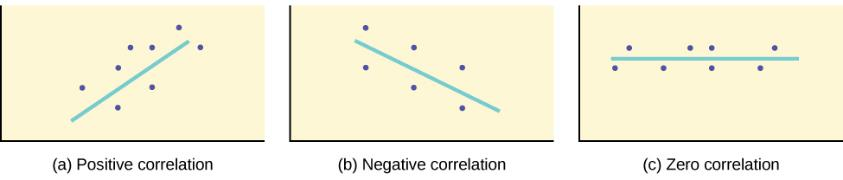 (a) Positive correlation
(b) Negative correlation
(c) Zero correlation